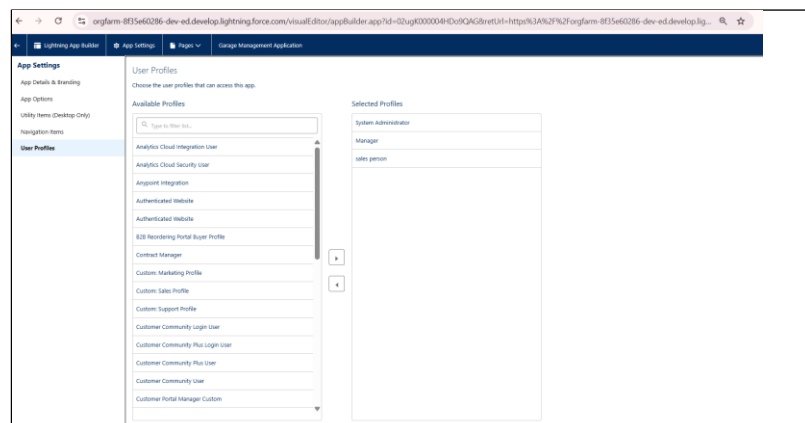 orgfarm-8f35e60286-dev-ed.develop.lightning.force.com/visualEditor/appBuilder.app?id=02ugK000004HDo9QAG&retUrl=https%3A%2F%2Forgfarm-8f35e60286-dev-ed.develop.lig...
Lightning App Builder App Settings Pages Garage Management Application
App Settings
App Details & Branding
App Options
Utility Items (Desktop Only)
Navigation Items
User Profiles
User Profiles
Choose the user profiles that can access this app.
Available Profiles
Type to filter list...
Analytics Cloud Integration User
Analytics Cloud Security User
Anypoint Integration
Authenticated Website
Authenticated Website
B2B Reordering Portal Buyer Profile
Contract Manager
Custom: Marketing Profile
Custom: Sales Profile
Custom: Support Profile
Customer Community Login User
Customer Community Plus Login User
Customer Community Plus User
Customer Community User
Customer Portal Manager Custom
Selected Profiles
System Administrator
Manager
sales person